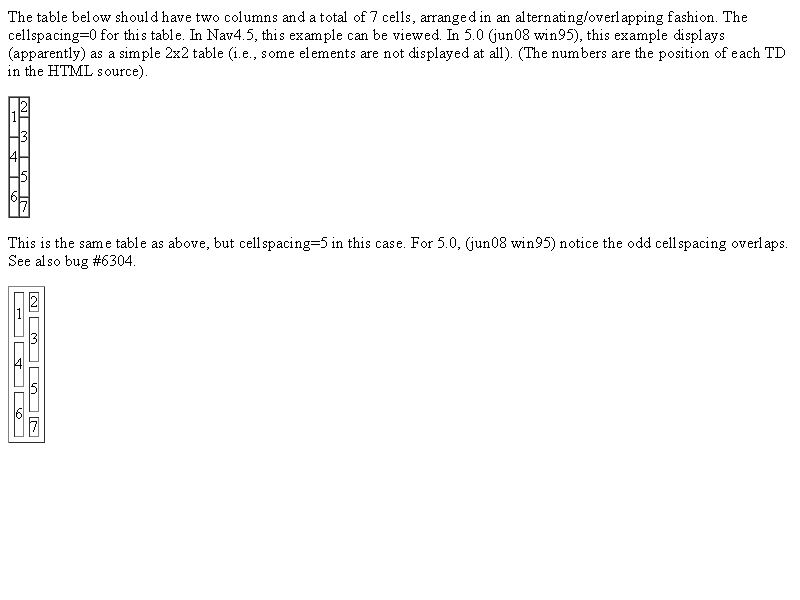 The table below should have two columns and a total of 7 cells, arranged in an alternating/overlapping fashion. The
cellspacing=0 for this table. In Nav4.5, this example can be viewed. In 5.0 (jun08 win95), this example displays
(apparently) as a simple 2x2 table (i.e., some elements are not displayed at all). (The numbers are the position of each TD
in the HTML source).
2
1
3
4
5
6
7
This is the same table as above, but cellspacing=5 in this case. For 5.0, (jun08 win95) notice the odd cellspacing overlaps.
See also bug #6304.
2
1
3
4
5
6
7